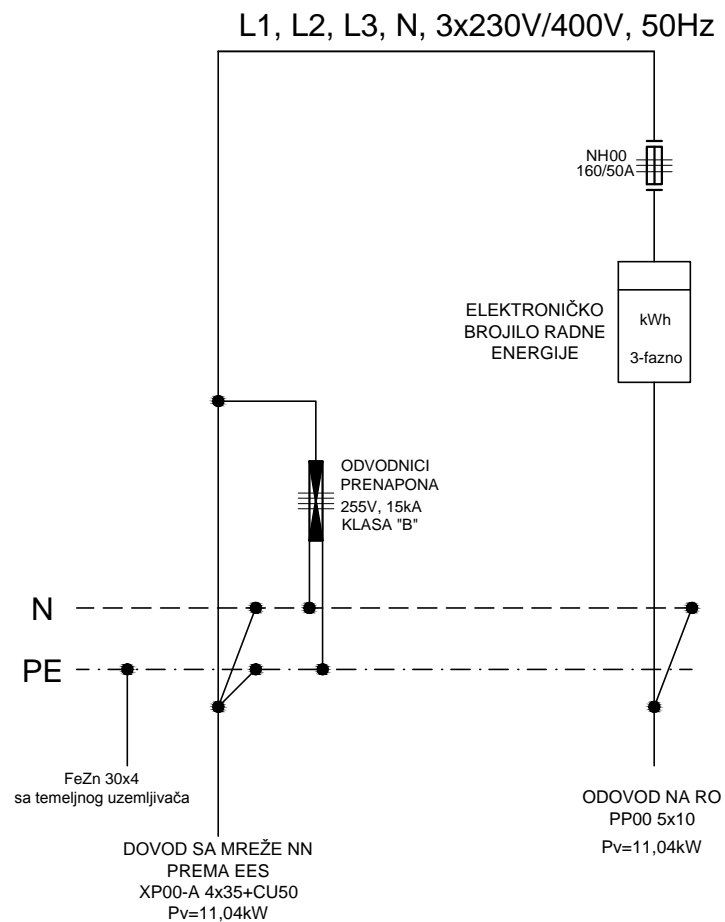 L1, L2, L3, N, 3x230V/400V, 50Hz
NH00
160/50A
ELEKTRONIČKO
BROJILO RADNE
ENERGIJE
kWh
3-fazno
ODVODNICI
PRENAPONA
255V, 15kA
KLASA "B"
N
PE
FeZn 30x4
sa temeljnog uzemljivača
DOVOD SA MREŽE NN
PREMA EES
XP00-A 4x35+CU50
Pv=11,04kW
ODOVOD NA RO
PP00 5x10
Pv=11,04kW